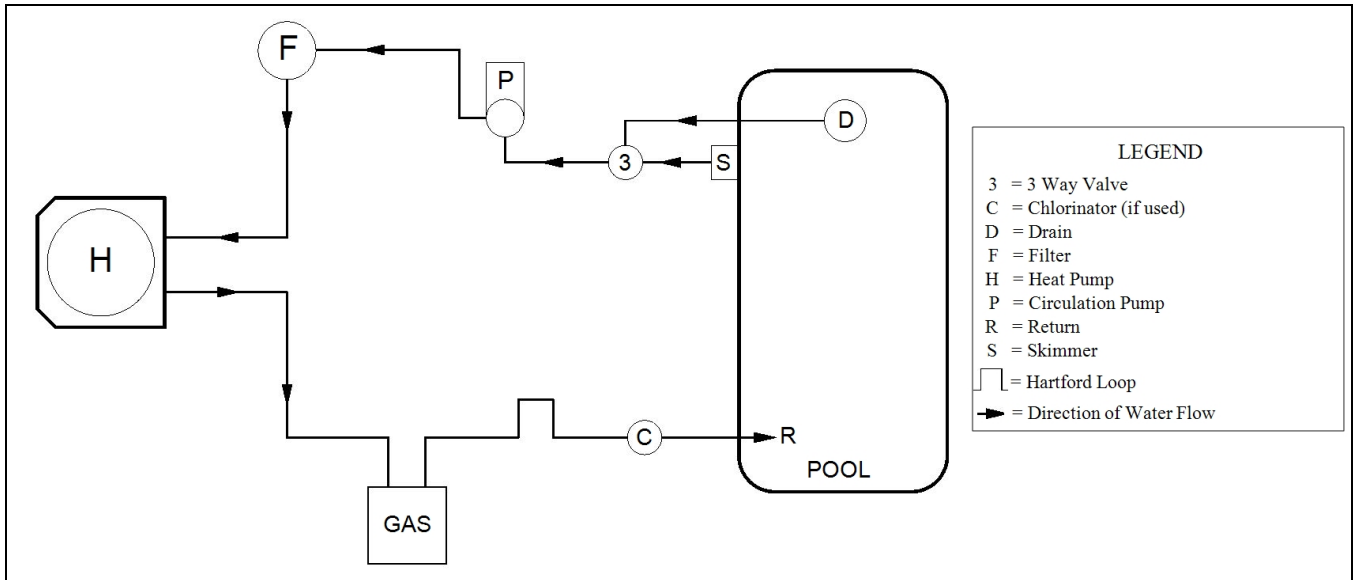 F
P
D
3
S
H
C
R
POOL
GAS
LEGEND
3 = 3 Way Valve
C = Chlorinator (if used)
D = Drain
F = Filter
H = Heat Pump
P = Circulation Pump
R = Return
S = Skimmer
= Hartford Loop
= Direction of Water Flow